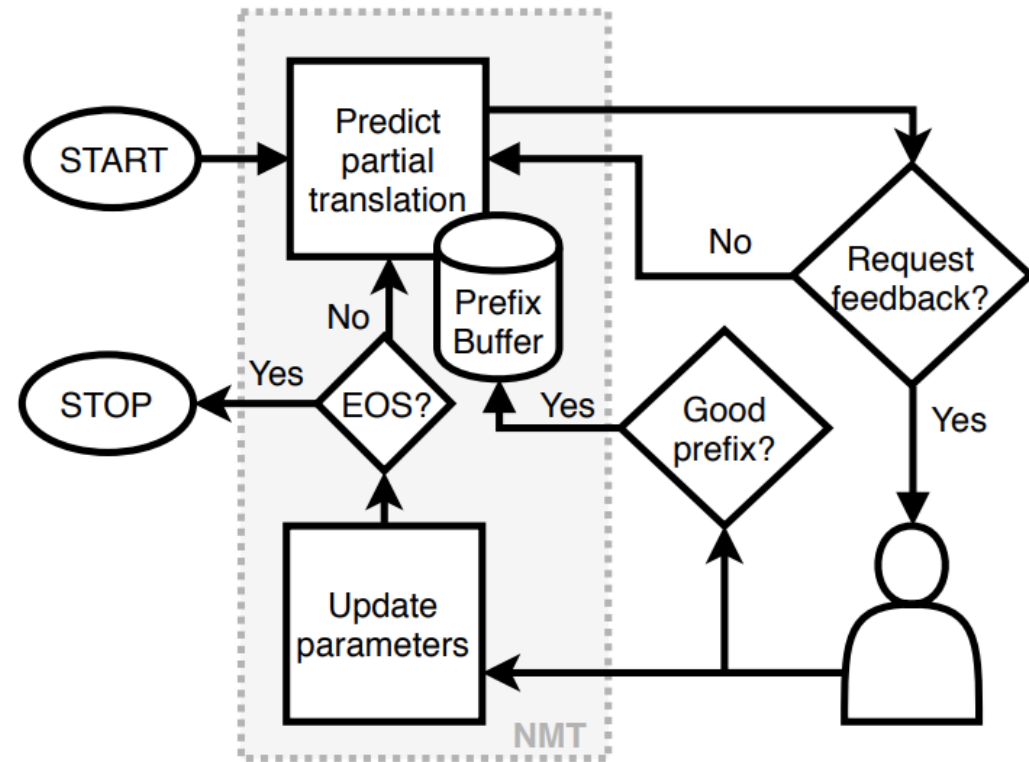 START
Predict
partial
translation
No
Request
feedback?
Prefix
Buffer
No
Yes
STOP
EOS?
Yes
Good
prefix?
Yes
Update
parameters
NMT